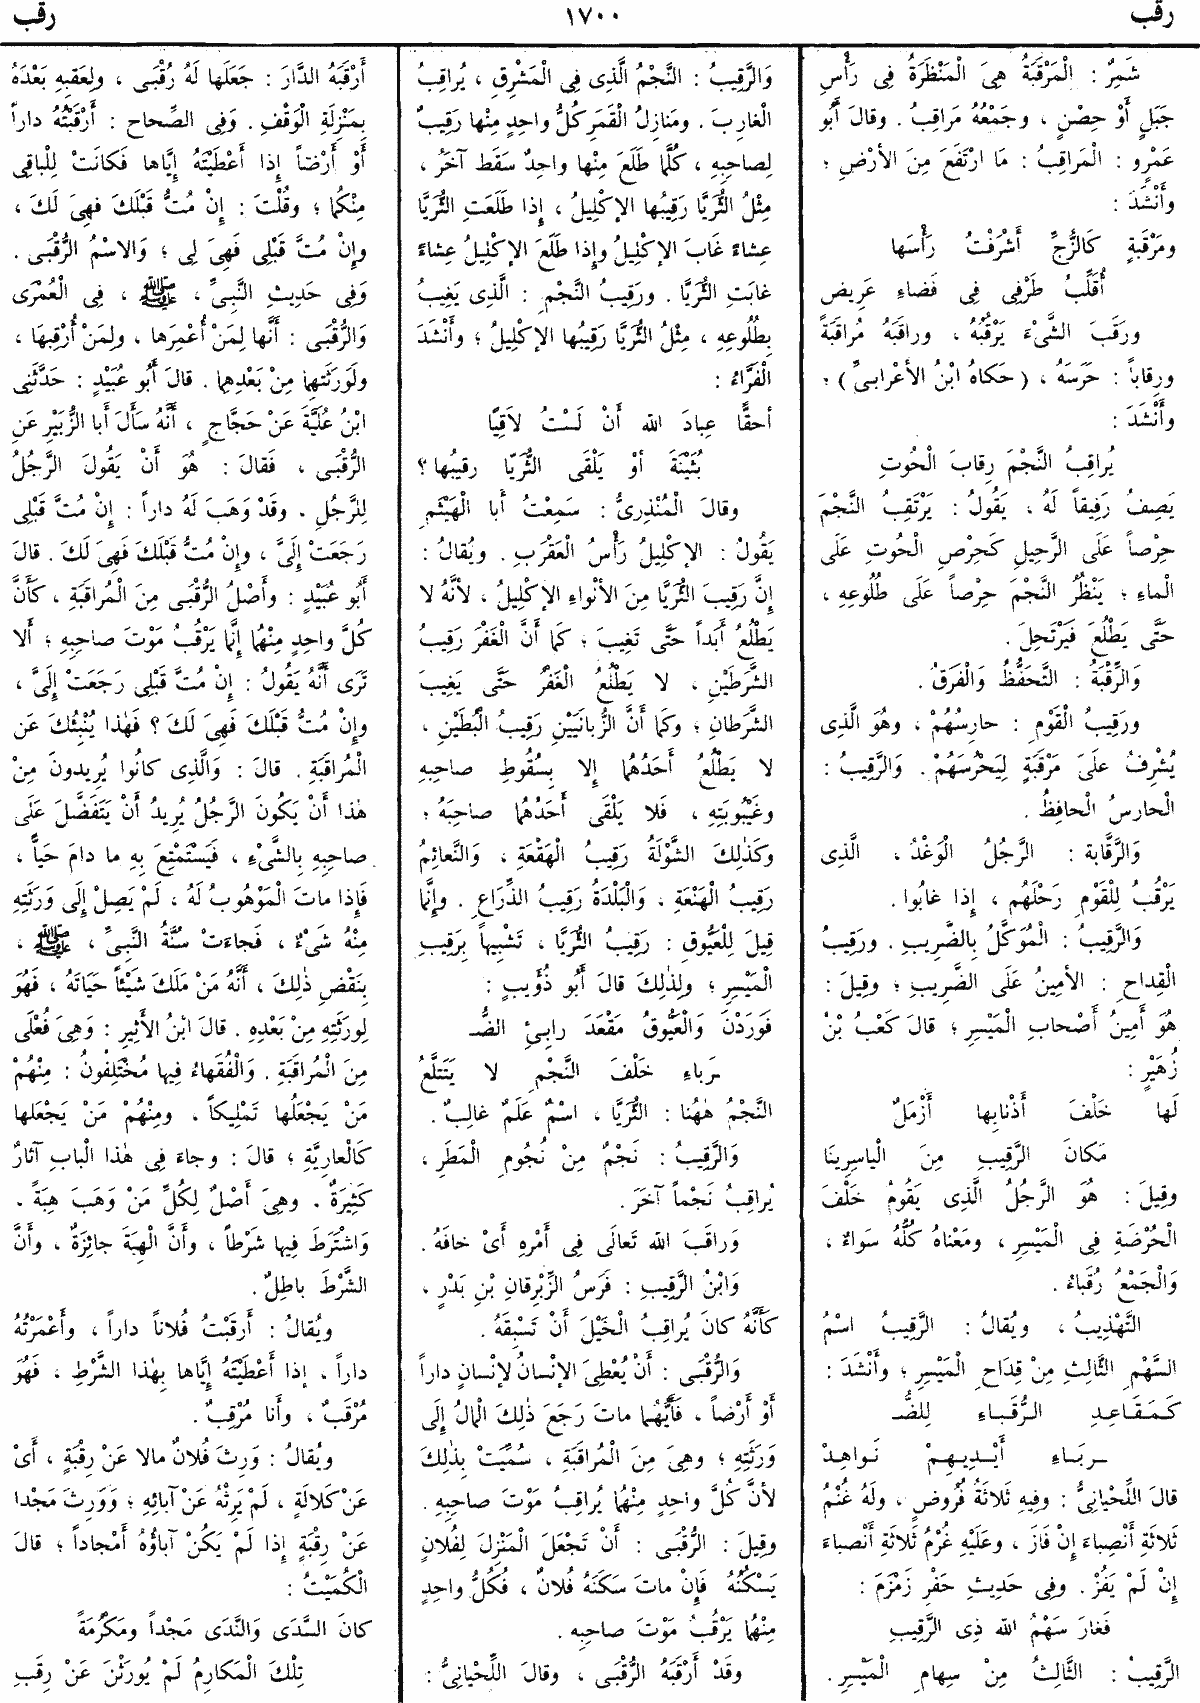 رقب ١٧٠٠ رقب
شَمِرٌ : الْمَرْقَبَةُ هِىَ الْمَنْظَرَةُ فِى رَأْسِ
جَبَلٍ أَوْ حِصْنٍ ، وجَمْعُهُ مَراقِبُ . وقالَ أَبُو
عَمْرٍو : الْمَراقِبُ : مَا ارْتَفَعَ مِنَ الأَرْضِ ؛
وأَنْشَدَ :
ومَرْقَبَةٍ كَالزُّجِّ أَشْرَفْتُ رَأْسَها
أُقَلِّبُ طَرْفِى فِى فَضاءِ عَرِيضِ
ورَقَبَ الشَّىْءَ يَرْقُبُهُ ، وراقَبَهُ مُراقَبَةً
ورِقاباً : حَرَسَهُ ، (حَكاهُ ابْنُ الأَعْرابىِّ) ؛
وأَنْشَدَ :
يُراقِبُ النَّجْمَ رِقابَ الْحُوتِ
يَصِفُ رَفِيقاً لَهُ ، يَقُولُ : يَرْتَقِبُ النَّجْمَ
حِرْصاً عَلَى الرَّحِيلِ كَحِرْصِ الْحُوتِ عَلَى
الْماءِ ؛ يَنْظُرُ النَّجْمَ حِرْصاً عَلَى طُلُوعِهِ ،
حَتَّى يَطْلُعَ فَيَرْتَحِلَ .
وَالرِّقْبَةُ : التَّحَفُّظُ وَالْفَرَقُ .
ورَقِيبُ الْقَوْمِ : حارِسُهُمْ ، وهُوَ الَّذِى
يُشْرِفُ عَلَى مَرْقَبَةٍ لِيَحْرُسَهُمْ . وَالرَّقِيبُ :
الْحارِسُ الْحافِظُ .
وَالرَّقَّابة : الرَّجُلُ الْوَغْدُ ، الَّذِى
يَرْقُبُ لِلْقَوْمِ رَحْلَهُم ، إِذا غابُوا .
وَالرَّقِيبُ : الْمُوَكَّلُ بِالضَّرِيبِ . ورَقِيبُ
الْقِداحِ : الأَمِينُ عَلَى الضَّرِيبِ ؛ وقِيلَ :
هُوَ أَمِينُ أَصْحابِ الْمَيْسِرِ ؛ قالَ كَعْبُ بْنُ
زُهَيْرٍ :
لَها خَلْفَ أَذْنابِها أَزْمَلٌ
مَكانَ الرَّقِيبِ مِنَ الْياسِرِينَا
وقِيلَ : هُوَ الرَّجُلُ الَّذِى يَقُومُ خَلْفَ
الْحُرْضَةِ فِى الْمَيْسِرِ ، ومَعْناهُ كُلُّهُ سَواءٌ ،
وَالْجَمْعُ رُقَباءُ .
التَّهْذِيبُ ، ويُقالُ : الرَّقِيبُ اسْمُ
السَّهْمِ الثَّالِثِ مِنْ قِدَاحِ الْمَيْسِرِ ؛ وأَنْشَدَ :
كَمَقَاعِدِ الرُّقَباءِ لِلضُّـ
ـرَبَاءِ أَيْدِيهِمْ نَواهِدْ
قالَ اللِّحْيانِىُّ : وفِيهِ ثَلاثَةُ فُرُوضٍ ، ولَهُ غُنْمُ
ثَلاثَةِ أَنْصِباءَ إِنْ فَازَ ، وعَلَيْهِ غُرْمُ ثَلاثَةِ أَنْصِباءَ
إِنْ لَمْ يَفُزْ . وفِى حَدِيثِ حَفْرِ زَمْزَمَ :
فَغارَ سَهْمُ الله ذِى الرَّقِيبِ
الرَّقِيبُ : الثَّالِثُ مِنْ سِهامِ الْمَيْسِرِ .
وَالرَّقِيبُ : النَّجْمُ الَّذِى فِى الْمَشْرِقِ ، يُراقِبُ
الْغارِبَ . ومَنازِلُ الْقَمَرِ كُلُّ واحِدٍ مِنْها رَقِيبٌ
لِصاحِبِهِ ، كُلَّما طَلَعَ مِنْها واحِدٌ سَقَط آخَرُ ،
مِثْلُ الثُّرَيَّا رَقِيبُها الإِكْلِيلُ ، إِذا طَلَعَتِ الثُّرَيَّا
عِشاءً غَابَ الإِكْلِيلُ وإِذا طَلَعَ الإِكْلِيلُ عِشاءً
غابَتِ الثُّرَيَّا . ورَقِيبُ النَّجْمِ : الَّذِى يَغِيبُ
بِطُلُوعِهِ ، مِثْلُ الثُّرَيَّا رَقِيبُها الإِكْلِيلُ ؛ وأَنْشَدَ
الْفَرَّاءُ :
أحقًّا عِبادَ الله أَنْ لَسْتُ لاَقِيًا
بُثَيْنَةَ أوْ يَلْقَى الثُّرَيّا رقِيبُها ؟
وقالَ الْمُنْذِرِىُّ : سَمِعْتُ أَبا الْهَيْثَمِ
يَقُولُ : الإِكْلِيلُ رَأْسُ الْعَقْرَبِ . ويُقالُ :
إِنَّ رَقِيبَ الثُّرَيَّا مِنَ الأَنْواءِ الإِكْلِيلُ ، لأَنَّهُ لا
يَطْلُعُ أَبَداً حَتَّى تَغِيبَ ؛ كَما أَنَّ الْغَفْرَ رَقِيبُ
الشَّرَطَيْنِ ، لا يَطْلُعُ الْغَفْرُ حَتَّى يَغِيبَ
الشَّرَطانِ ؛ وكَما أَنَّ الزُّبانَيَيْنِ رَقِيبُ الْبُطَيْنِ ،
لا يَطْلُعُ أَحَدُهُما إِلا بِسُقُوطِ صاحِبِهِ
وغَيْبُوبَتِهِ ، فَلا يَلْقَى أَحَدُهُما صاحِبَهُ ؛
وكَذٰلِكَ الشَّوْلَةُ رَقِيبُ الْهَقْعَةِ ، وَالنَّعائِمُ
رَقِيبُ الْهَنْعَةِ ، وَالْبَلْدَةُ رَقِيبُ الذِّرَاعِ . وإِنَّما
قِيلَ لِلْعَيُّوقِ : رَقِيبُ الثُّرَيَّا ، تَشْبِيهاً بِرَقِيبِ
الْمَيْسِرِ ؛ ولِذٰلِكَ قالَ أَبُو ذُؤَيبٍ :
فَوَرَدْنَ وَالْعَيُّوقُ مَقْعَدَ رابِئِ الضُّـ
ـرَباءِ خَلْفَ النَّجْمِ لا يَتَتَلَّعُ
النَّجْمُ هٰهُنا : الثُّرَيَّا ، اسْمٌ عَلَمٌ غالِبٌ .
وَالرَّقِيبُ : نَجْمٌ مِنْ نُجُومِ الْمَطَرِ ،
يُراقِبُ نَجْماً آخَرَ .
وَراقَبَ الله تَعالَى فِى أَمْرِهِ أَىْ خافَهُ .
وَابْنُ الرَّقِيبِ : فَرَسُ الزِّبْرِقانِ بْنِ بَدْرٍ ،
كَأَنَّهُ كانَ يُراقِبُ الْخَيْلَ أَنْ تَسْبِقَهُ .
وَالرُّقْبَى : أَنْ يُعْطِىَ الإِنْسانُ لإِنْسانٍ داراً
أَوْ أَرْضاً ، فَأَيُّهُما ماتَ رَجَعَ ذٰلِكَ الْمالُ إِلَى
وَرَثَتِهِ ؛ وهِىَ مِنَ الْمُراقَبَةِ ، سُمِّيَتْ بِذٰلِكَ
لأَنَّ كُلَّ واحِدٍ مِنْهُما يُراقِبُ مَوْتَ صاحِبِهِ .
وقِيلَ : الرُّقْبَى : أَنْ تَجْعَلَ الْمَنْزِلَ لِفُلانٍ
يَسْكُنُهُ فَإِنْ ماتَ سَكَنَهُ فُلانٌ ، فَكُلُّ واحِدٍ
مِنْهُما يَرْقُبُ مَوْتَ صاحِبِهِ .
وقَدْ أَرْقَبَهُ الرُّقْبَى ، وقالَ اللِّحْيانِىُّ :
أَرْقَبَهُ الدَّارَ : جَعَلَها لَهُ رُقْبَى ، ولِعَقِبِهِ بَعْدَهُ
بِمَنْزِلَةِ الْوَقْفِ . وَفِى الصِّحاحِ : أَرْقَبْتُهُ داراً
أَوْ أَرْضاً إِذا أَعْطَيْتَهُ إِيَّاها فَكانَتْ لِلْباقِى
مِنْكُما ؛ وقُلْتَ : إِنْ مُتُّ قَبْلَكَ فهِىَ لَكَ ،
وإِنْ مُتَّ قَبْلِى فَهِىَ لِى ؛ وَالاسْمُ الرُّقْبَى .
وَفِى حَدِيثِ النَّبِىِّ ، ﷺ ، فِى الْعُمْرَى
وَالرُّقْبَى : أَنَّها لِمَنْ أُعْمِرَها ، ولِمَنْ أُرْقِبَهَا ،
ولَوَرَثَتِهِما مِنْ بَعْدِهِما . قالَ أَبُو عُبَيْدٍ : حَدَّثَنِى
ابْنُ عُلَيَّةَ عَنْ حَجَّاجٍ ، أَنَّهُ سَأَلَ أَبا الزُّبَيْرِ عَنِ
الرُّقْبَى ، فَقالَ : هُوَ أَنْ يَقُولَ الرَّجُلُ
لِلرَّجُلِ . وقَدْ وَهَبَ لَهُ داراً : إِنْ مُتَّ قَبْلِى
رَجَعَتْ إِلَىَّ ، وإِنْ مُتُّ قَبْلَكَ فَهِىَ لَكَ . قالَ
أَبُو عُبَيْدٍ : وأَصْلُ الرُّقْبَى مِنَ الْمُراقَبَةِ ، كَأَنَّ
كُلَّ واحِدٍ مِنْهُما إِنَّما يَرْقُبُ مَوْتَ صاحِبِهِ ؛ أَلا
تَرَى أَنَّهُ يَقُولُ : إِنْ مُتَّ قَبْلِى رَجَعَتْ إِلَىَّ ،
وإِنْ مُتُّ قَبْلَكَ فَهِىَ لَكَ ؟ فَهٰذا يُنْبِئُكَ عَنِ
الْمُرَاقَبَةِ . قالَ : وَالَّذِى كانُوا يُرِيدونَ مِنْ
هٰذا أَنْ يَكُونَ الرَّجُلُ يُرِيدُ أَنْ يَتَفَضَّلَ عَلَى
صاحِبِهِ بِالشَّىْءِ ، فَيَسْتَمْتِعَ بِهِ ما دامَ حَيّاً ،
فَإِذا ماتَ الْمَوْهُوبُ لَهُ ، لَمْ يَصِلْ إِلَى وَرَثَتِهِ
مِنْهُ شَىْءٌ ، فَجاءَتْ سُنَّةُ النَّبِىِّ ، ﷺ ،
بِنَقْضِ ذٰلِكَ ، أَنَّهُ مَنْ مَلَكَ شَيْئاً حَيَاتَه ، فَهُوَ
لِورَثَتِهِ مِنْ بَعْدِهِ . قالَ ابْنُ الأَثِيرِ : وَهِىَ فُعْلَى
مِنَ الْمُراقَبَةِ . وَالْفُقَهاءُ فِيها مُخْتَلِفُونَ : مِنْهُمْ
مَنْ يَجْعَلُها تَمْلِيكاً ، ومِنْهُمْ مَنْ يَجْعَلها
كَالْعارِيَّةِ ؛ قالَ : وجاءَ فِى هٰذا الْبابِ آثارٌ
كَثِيرَةٌ . وهِىَ أَصْلٌ لِكُلِّ مَنْ وَهَبَ هِبَةً .
وَاشْتَرَطَ فِيها شَرْطاً ، وأَنَّ الْهِبَةَ جائِزَةٌ ، وأَنَّ
الشَّرْطَ باطِلٌ .
ويُقالُ : أَرقَبْتُ فُلاناً داراً ، وأَعْمَرْتُهُ
داراً ، إِذا أَعْطَيْتَهُ إِيَّاها بِهٰذا الشَّرْطِ ، فَهُوَ
مُرْقَبٌ ، وأَنا مُرْقِبٌ .
ويُقالُ : وَرِثَ فُلانٌ مالا عَنْ رِقْبَةٍ ، أَىْ
عَنْ كَلالَةٍ ، لَمْ يَرِثْهُ عَنْ آبائِهِ ؛ وَوَرِثَ مَجْدا
عَنْ رِقْبَةٍ إِذا لَمْ يَكُنْ آباؤُهُ أَمْجاداً ؛ قالَ
الْكُمَيْتُ :
كانَ السَّدَى وَالنَّدَى مَجْداً ومَكْرُمَةً
تِلْكَ الْمَكارِمُ لَمْ يُورَثْنَ عَنْ رِقَبِ